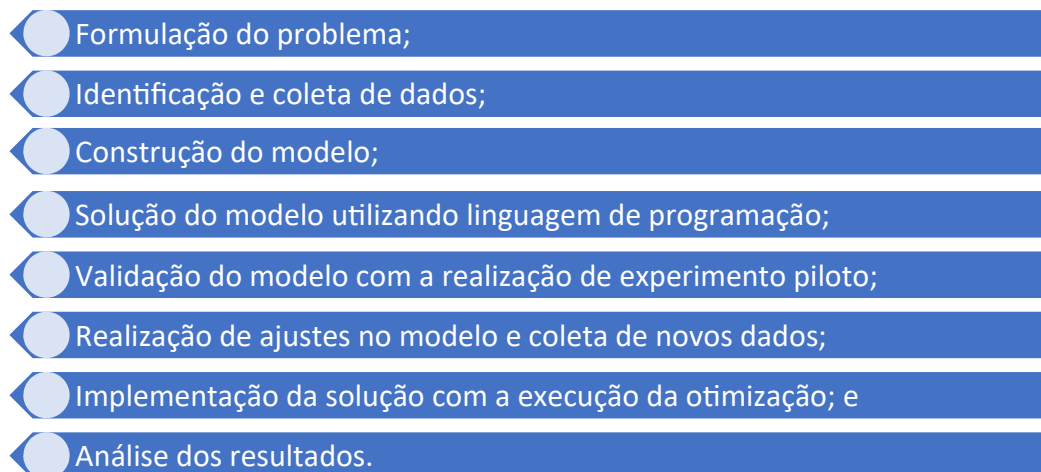 Formulação do problema;
Identificação e coleta de dados;
Construção do modelo;
Solução do modelo utilizando linguagem de programação;
Validação do modelo com a realização de experimento piloto;
Realização de ajustes no modelo e coleta de novos dados;
Implementação da solução com a execução da otimização; e
Análise dos resultados.